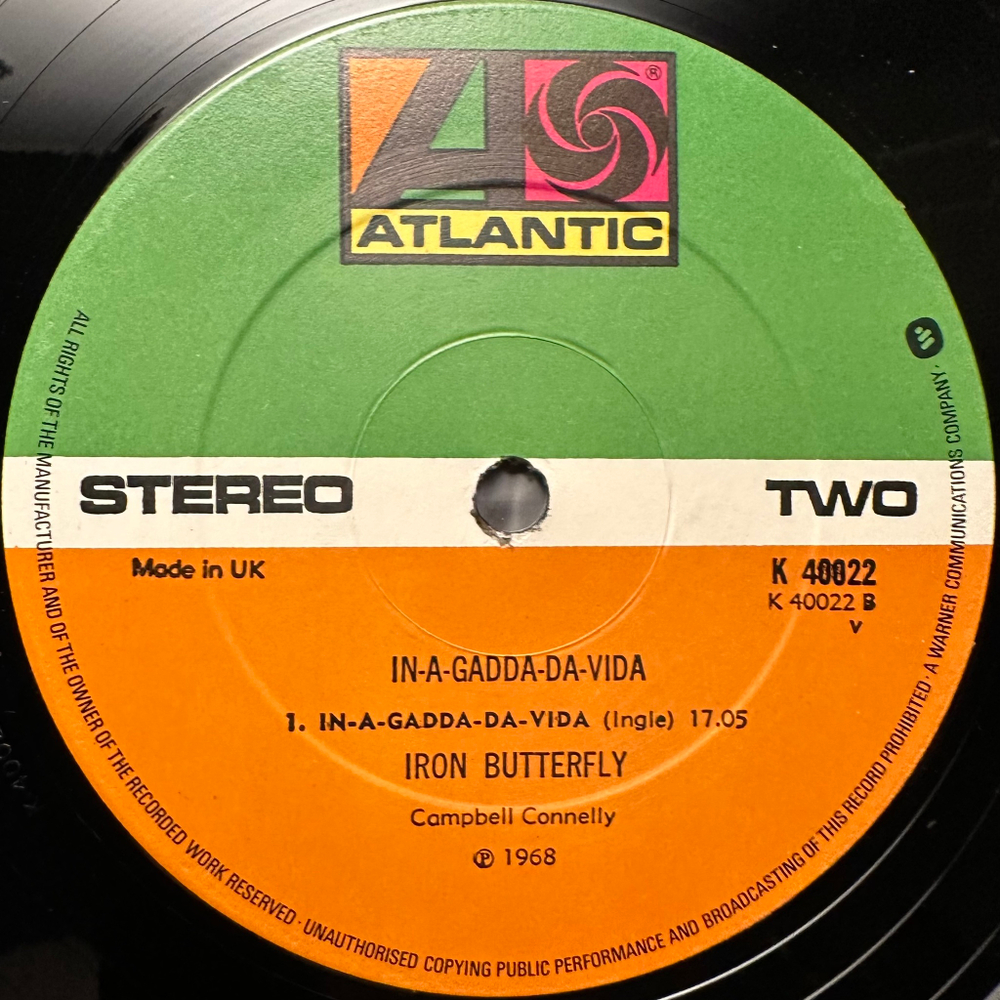 ATLANTIC
®
STEREO
TWO
Made in UK
K 40022
K 40022 B
v
IN-A-GADDA-DA-VIDA
1. IN-A-GADDA-DA-VIDA (Ingle) 17.05
IRON BUTTERFLY
Campbell Connelly
℗ 1968
ALL RIGHTS OF THE MANUFACTURER AND OF THE OWNER OF THE RECORDED WORK RESERVED · UNAUTHORISED COPYING PUBLIC PERFORMANCE AND BROADCASTING OF THIS RECORD PROHIBITED · A WARNER COMMUNICATIONS COMPANY ·